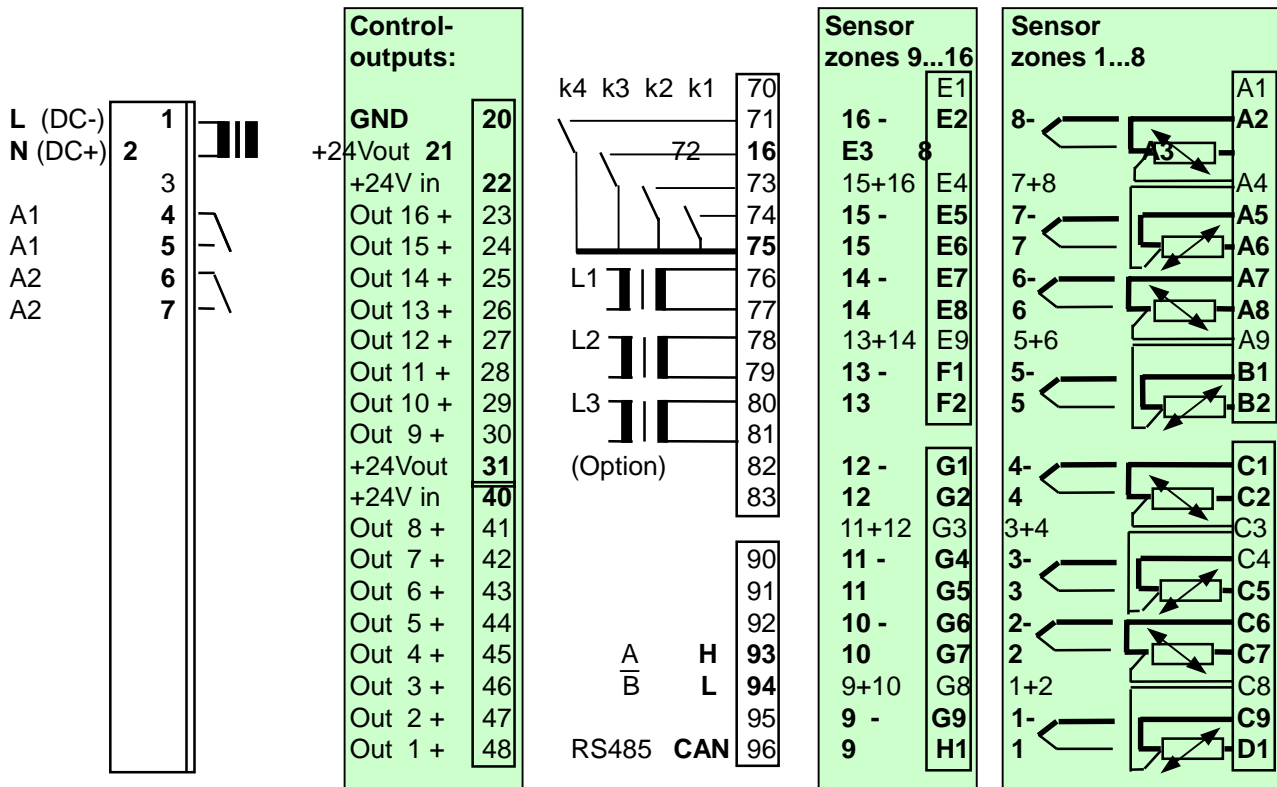 Control-
outputs:
Sensor
zones 9...16
Sensor
zones 1...8
k4 k3 k2 k1 70 E1 A1
L (DC-) 1 GND 20 71 16 - E2 8- A2
N (DC+) 2 +24Vout 21 72 16 E3 8 A3
3 +24V in 22 73 15+16 E4 7+8 A4
A1 4 Out 16 + 23 74 15 - E5 7- A5
A1 5 Out 15 + 24 75 15 E6 7 A6
A2 6 Out 14 + 25 L1 76 14 - E7 6- A7
A2 7 Out 13 + 26 77 14 E8 6 A8
Out 12 + 27 L2 78 13+14 E9 5+6 A9
Out 11 + 28 79 13 - F1 5- B1
Out 10 + 29 L3 80 13 F2 5 B2
Out 9 + 30 81
+24Vout 31 (Option) 82 12 - G1 4- C1
+24V in 40 83 12 G2 4 C2
Out 8 + 41 11+12 G3 3+4 C3
Out 7 + 42 90 11 - G4 3- C4
Out 6 + 43 91 11 G5 3 C5
Out 5 + 44 92 10 - G6 2- C6
Out 4 + 45 A H 93 10 G7 2 C7
Out 3 + 46 B L 94 9+10 G8 1+2 C8
Out 2 + 47 95 9 - G9 1- C9
Out 1 + 48 RS485 CAN 96 9 H1 1 D1